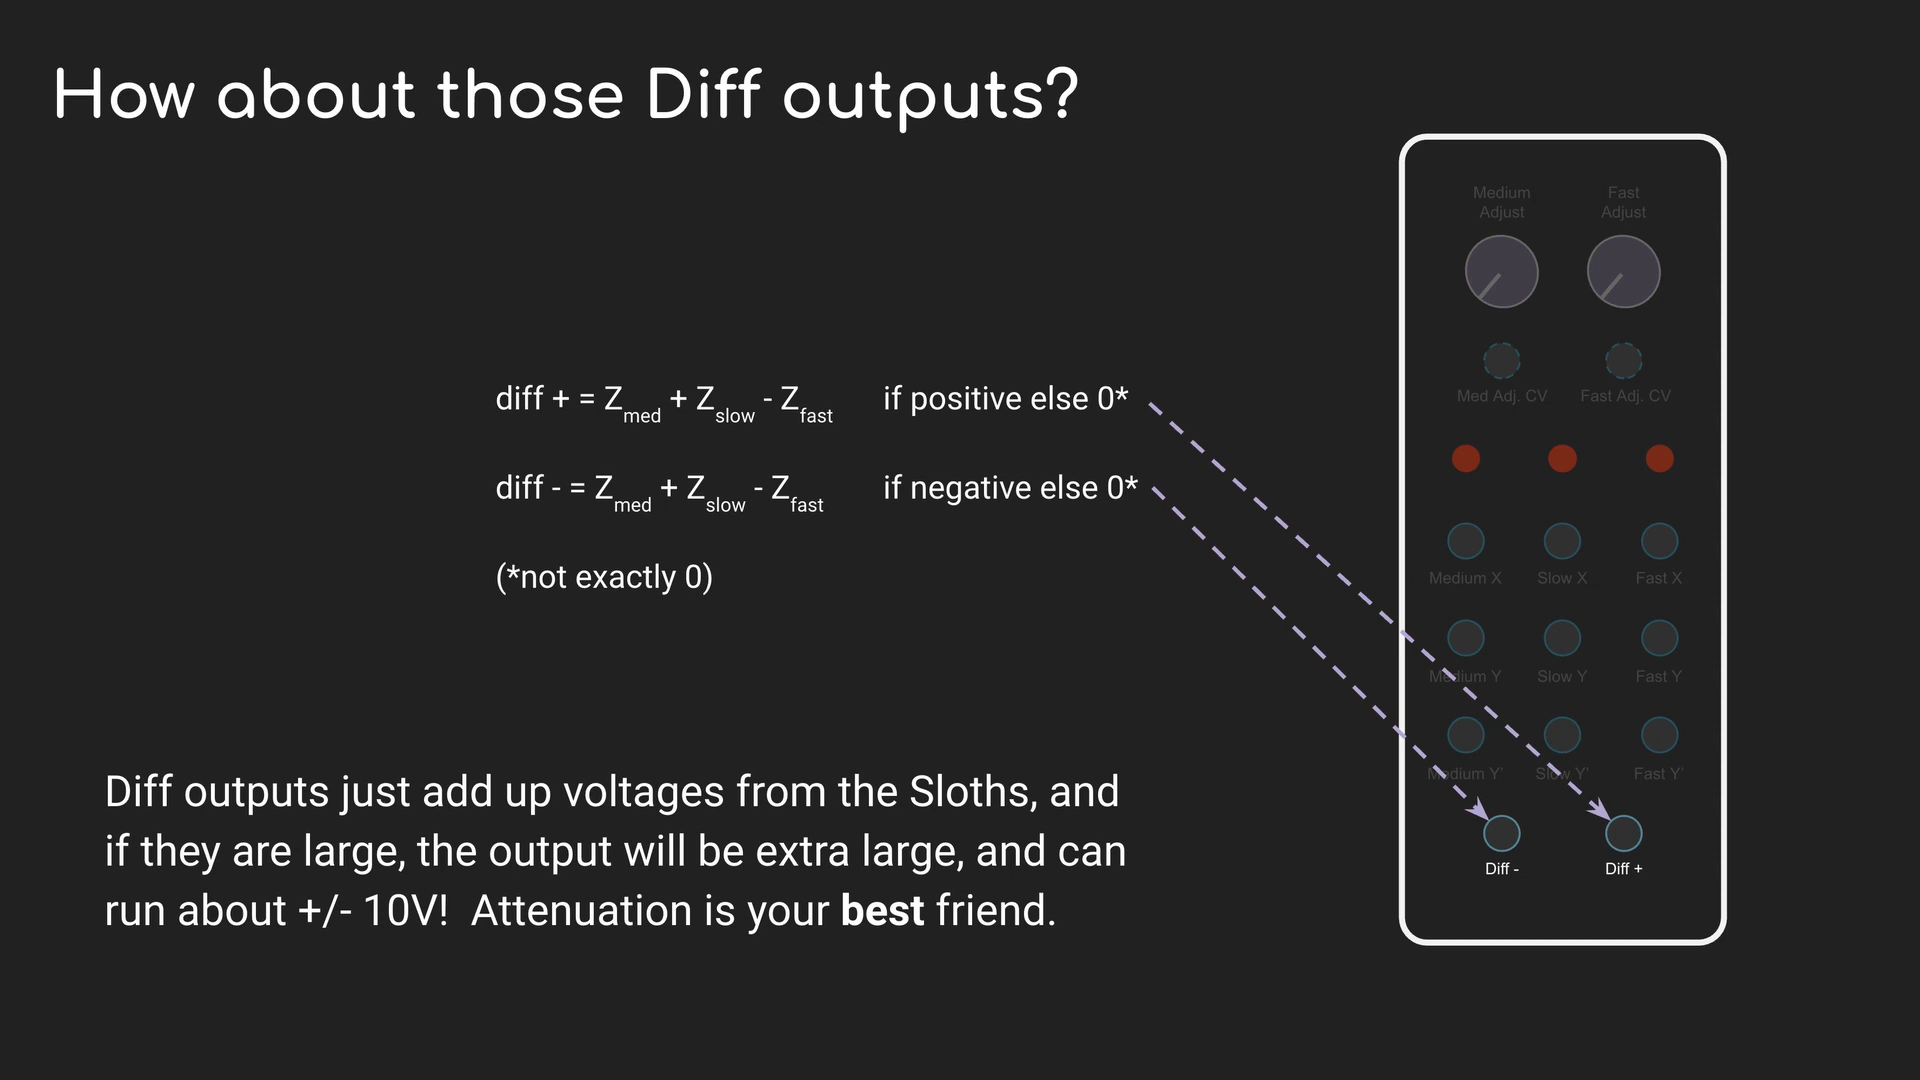 How about those Diff outputs?
Medium Adjust
Fast Adjust
Med Adj. CV
Fast Adj. CV
diff + = Zmed + Zslow - Zfast if positive else 0*
diff - = Zmed + Zslow - Zfast if negative else 0*
(*not exactly 0)
Medium X
Slow X
Fast X
Medium Y
Slow Y
Fast Y
Medium Y'
Slow Y'
Fast Y'
Diff outputs just add up voltages from the Sloths, and
if they are large, the output will be extra large, and can
run about +/- 10V! Attenuation is your best friend.
Diff -
Diff +